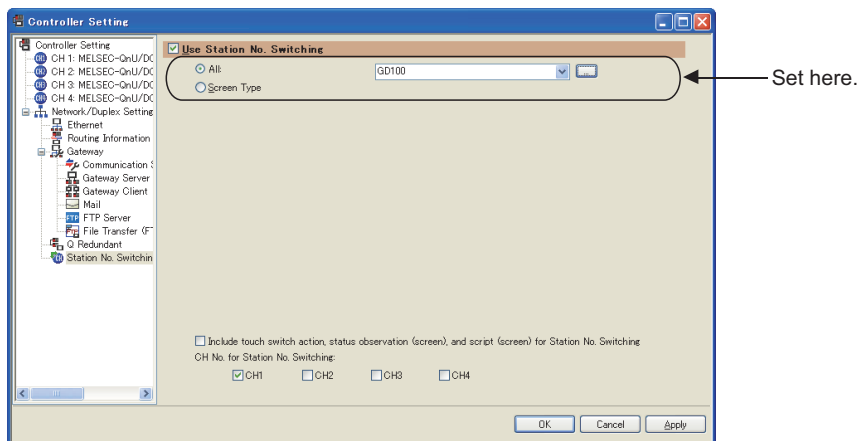 Controller Setting
Controller Setting
CH 1: MELSEC-QnU/DC
CH 2: MELSEC-QnU/DC
CH 3: MELSEC-QnU/DC
CH 4: MELSEC-QnU/DC
Network/Duplex Setting
Ethernet
Routing Information
Gateway
Communication S
Gateway Server
Gateway Client
Mail
FTP FTP Server
File Transfer (FT
Q Redundant
Station No. Switchin
Use Station No. Switching
All: GD100 ...
Screen Type
Set here.
Include touch switch action, status observation (screen), and script (screen) for Station No. Switching
CH No. for Station No. Switching:
CH1 CH2 CH3 CH4
OK Cancel Apply